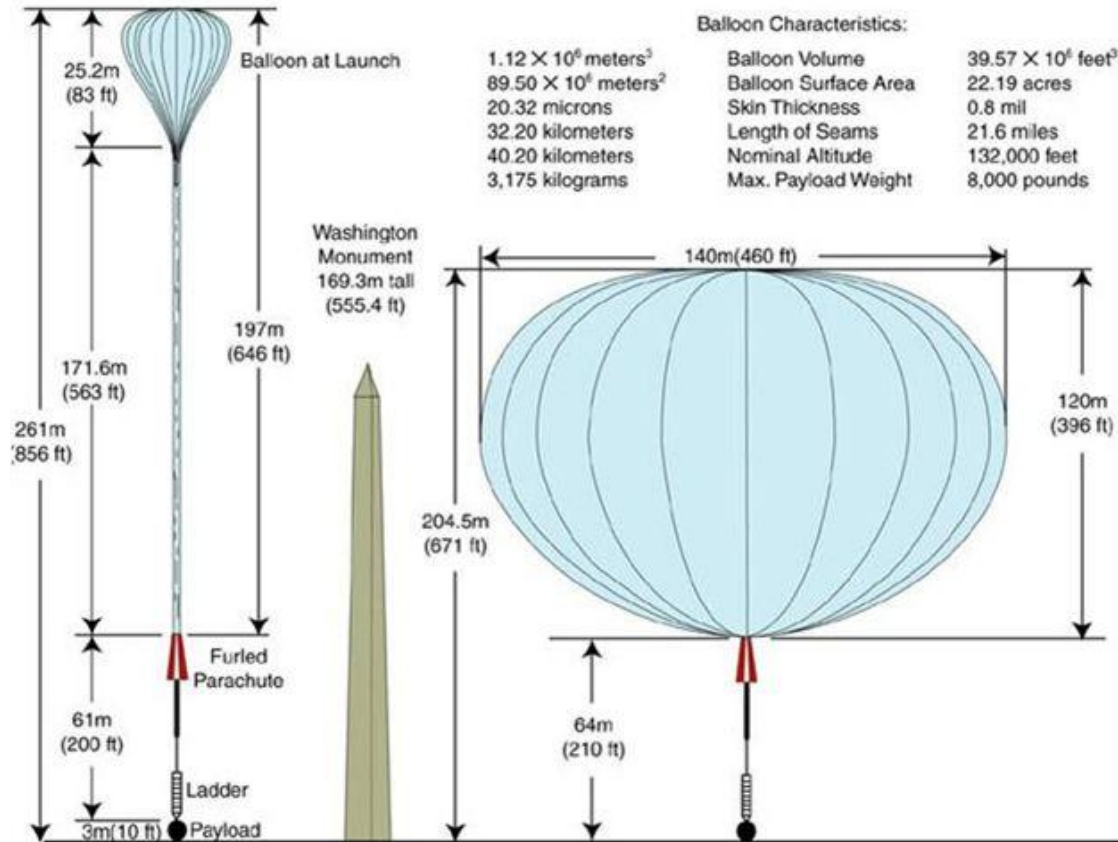 Balloon Characteristics:
1.12 × 10⁶ meters³ Balloon Volume 39.57 × 10⁶ feet³
89.50 × 10⁶ meters² Balloon Surface Area 22.19 acres
20.32 microns Skin Thickness 0.8 mil
32.20 kilometers Length of Seams 21.6 miles
40.20 kilometers Nominal Altitude 132,000 feet
3,175 kilograms Max. Payload Weight 8,000 pounds
Balloon at Launch
25.2m
(83 ft)
197m
(646 ft)
171.6m
(563 ft)
261m
(856 ft)
Furled
Parachute
61m
(200 ft)
Ladder
3m(10 ft)
Payload
Washington
Monument
169.3m tall
(555.4 ft)
140m(460 ft)
120m
(396 ft)
204.5m
(671 ft)
64m
(210 ft)